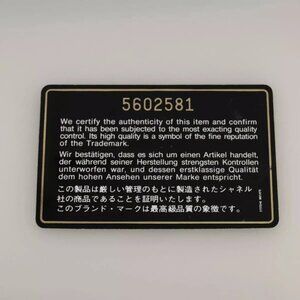 5602581
We certify the authenticity of this item and confirm
that it has been subjected to the most exacting quality
control. Its high quality is a symbol of the fine reputation
of the Trademark.
Wir bestätigen, dass es sich um einen Artikel handelt,
der während seiner Herstellung strengsten Kontrollen
unterworfen war, und dessen erstklassige Qualität
dem hohen Ansehen unserer Marke entspricht.
この製品は厳しい管理のもとに製造されたシャネル
社の商品であることを証明いたします。
このブランド・マークは最高級品質の象徴です。